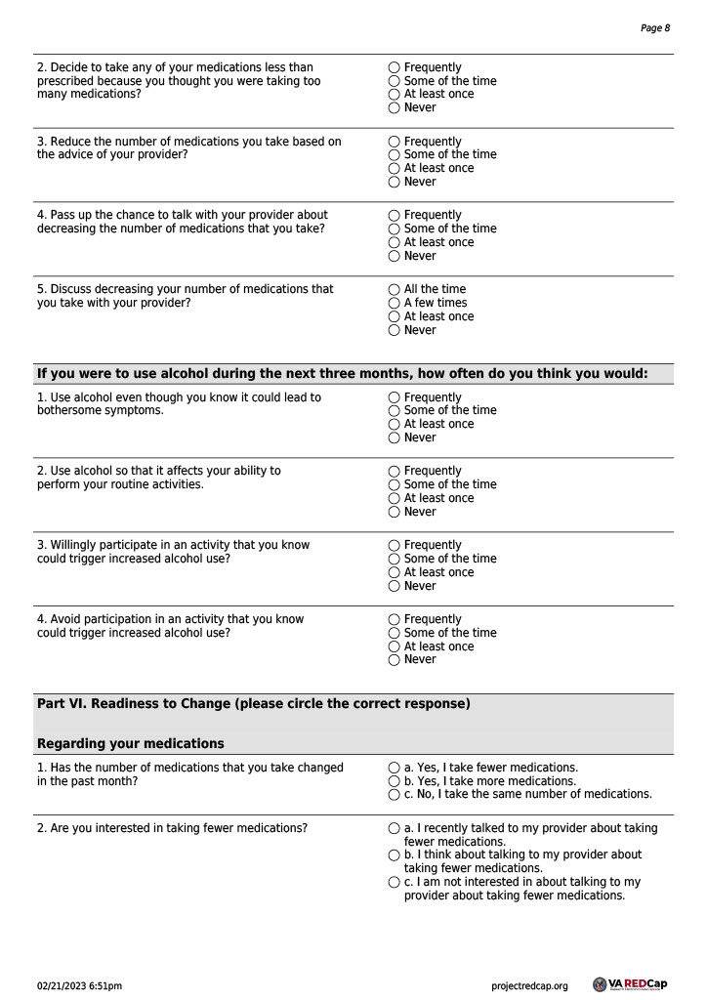 Page 8
2. Decide to take any of your medications less than
prescribed because you thought you were taking too
many medications?
Frequently
Some of the time
At least once
Never
3. Reduce the number of medications you take based on
the advice of your provider?
Frequently
Some of the time
At least once
Never
4. Pass up the chance to talk with your provider about
decreasing the number of medications that you take?
Frequently
Some of the time
At least once
Never
5. Discuss decreasing your number of medications that
you take with your provider?
All the time
A few times
At least once
Never
If you were to use alcohol during the next three months, how often do you think you would:
1. Use alcohol even though you know it could lead to
bothersome symptoms.
Frequently
Some of the time
At least once
Never
2. Use alcohol so that it affects your ability to
perform your routine activities.
Frequently
Some of the time
At least once
Never
3. Willingly participate in an activity that you know
could trigger increased alcohol use?
Frequently
Some of the time
At least once
Never
4. Avoid participation in an activity that you know
could trigger increased alcohol use?
Frequently
Some of the time
At least once
Never
Part VI. Readiness to Change (please circle the correct response)
Regarding your medications
1. Has the number of medications that you take changed
in the past month?
a. Yes, I take fewer medications.
b. Yes, I take more medications.
c. No, I take the same number of medications.
2. Are you interested in taking fewer medications?
a. I recently talked to my provider about taking
fewer medications.
b. I think about talking to my provider about
taking fewer medications.
c. I am not interested in about talking to my
provider about taking fewer medications.
02/21/2023 6:51pm
projectredcap.org
VA REDCap